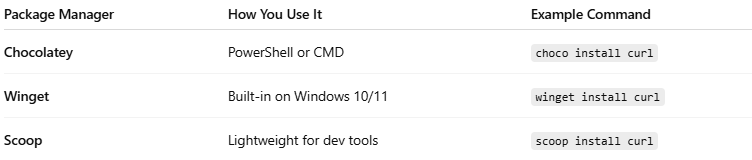 Package Manager How You Use It Example Command
Chocolatey PowerShell or CMD choco install curl
Winget Built-in on Windows 10/11 winget install curl
Scoop Lightweight for dev tools scoop install curl